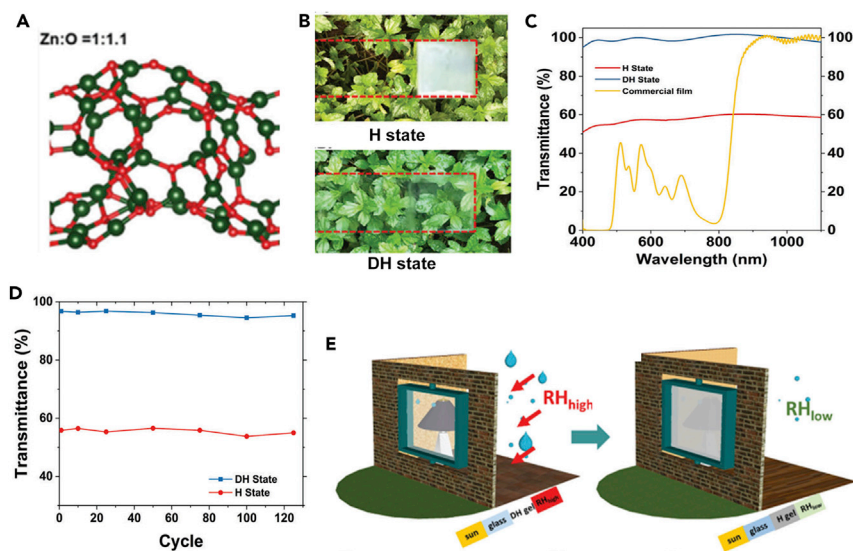 A
Zn:O =1:1.1
B
H state
DH state
C
Transmittance (%)
100
80
60
40
20
0
H State
DH State
Commercial film
100
80
60
40
20
0
400
600
800
1000
Wavelength (nm)
D
Transmittance (%)
100
80
60
40
DH State
H State
0
20
40
60
80
100
120
Cycle
E
RHhigh
RHlow
sun
glass
DH gel
RHhigh
sun
glass
H gel
RHlow